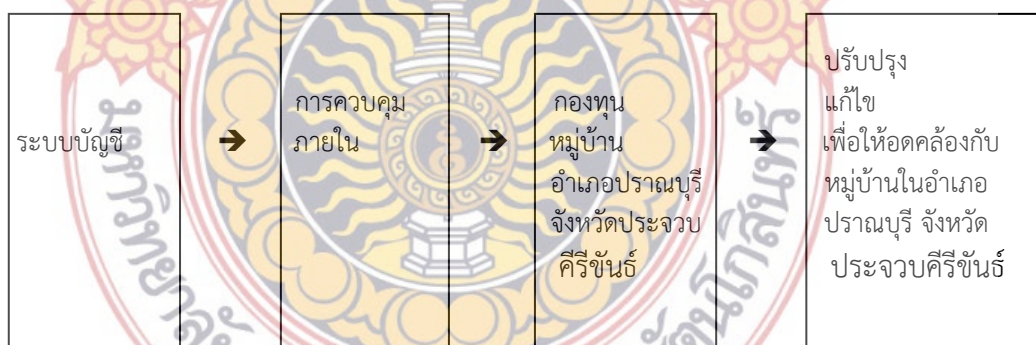 ระบบบัญชี
การควบคุม
ภายใน
กองทุน
หมู่บ้าน
อำเภอปราณบุรี
จังหวัดประจวบ
คีรีขันธ์
ปรับปรุง
แก้ไข
เพื่อให้อดคล้องกับ
หมู่บ้านในอำเภอ
ปราณบุรี จังหวัด
ประจวบคีรีขันธ์